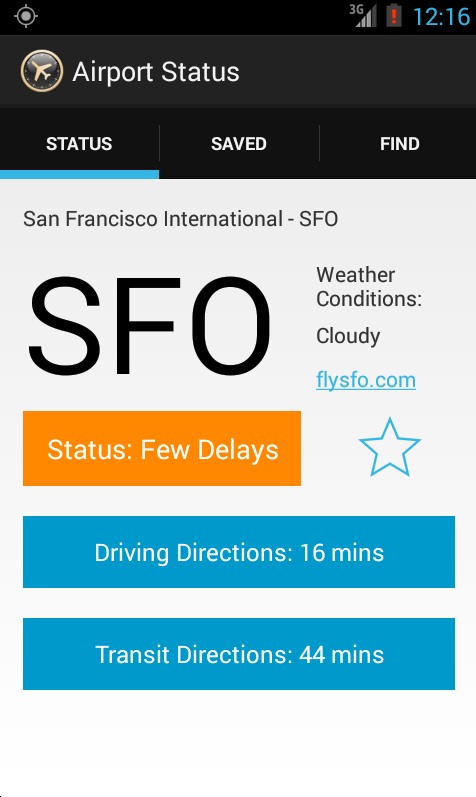 3G 12:16
Airport Status
STATUS SAVED FIND
San Francisco International - SFO
SFO
Weather
Conditions:
Cloudy
flysfo.com
Status: Few Delays
Driving Directions: 16 mins
Transit Directions: 44 mins